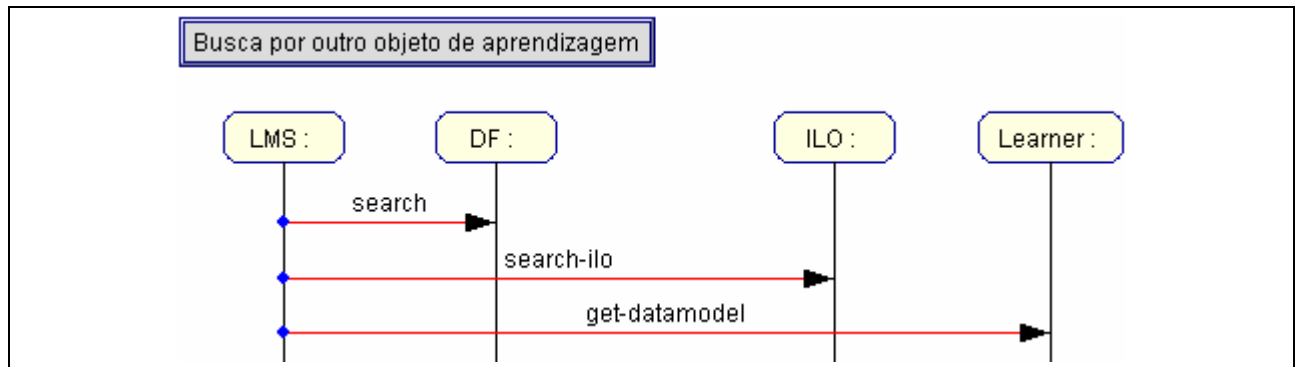 Busca por outro objeto de aprendizagem
LMS : DF : ILO : Learner :
search
search-ilo
get-datamodel